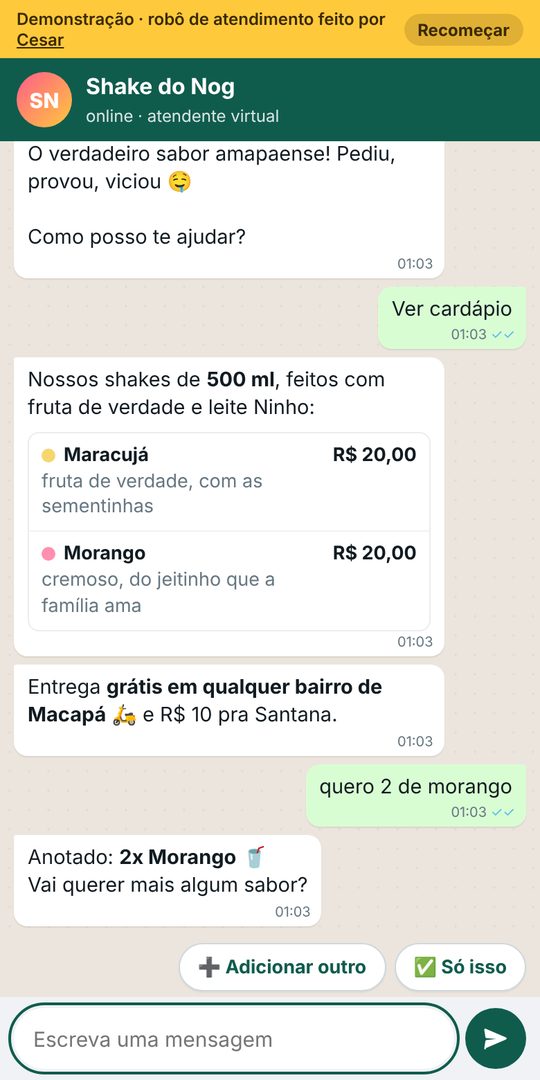 Demonstração · robô de atendimento feito por
Cesar
Recomeçar
SN
Shake do Nog
online · atendente virtual
O verdadeiro sabor amapaense! Pediu,
provou, viciou 🤤
Como posso te ajudar?
01:03
Ver cardápio
01:03 ✓✓
Nossos shakes de 500 ml, feitos com
fruta de verdade e leite Ninho:
Maracujá R$ 20,00
fruta de verdade, com as
sementinhas
Morango R$ 20,00
cremoso, do jeitinho que a
família ama
01:03
Entrega grátis em qualquer bairro de
Macapá 🛵 e R$ 10 pra Santana.
01:03
quero 2 de morango
01:03 ✓✓
Anotado: 2x Morango 🥤
Vai querer mais algum sabor?
01:03
➕ Adicionar outro
✅ Só isso
Escreva uma mensagem